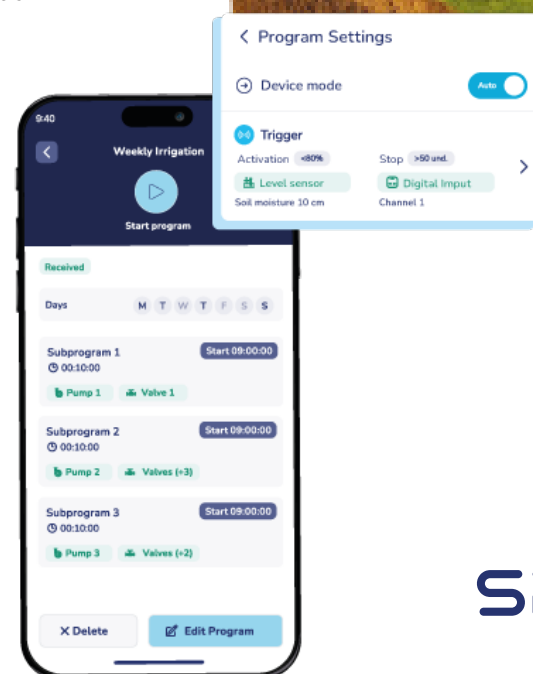 Program Settings
Device mode
Auto
Trigger
Activation <80%
Stop >50 und.
Level sensor
Digital Imput
Soil moisture 10 cm
Channel 1
9:40
Weekly Irrigation
Start program
Received
Days M T W T F S S
Subprogram 1
Start 09:00:00
00:10:00
Pump 1
Valve 1
Subprogram 2
Start 09:00:00
00:10:00
Pump 2
Valves (+3)
Subprogram 3
Start 09:00:00
00:10:00
Pump 3
Valves (+2)
Delete
Edit Program